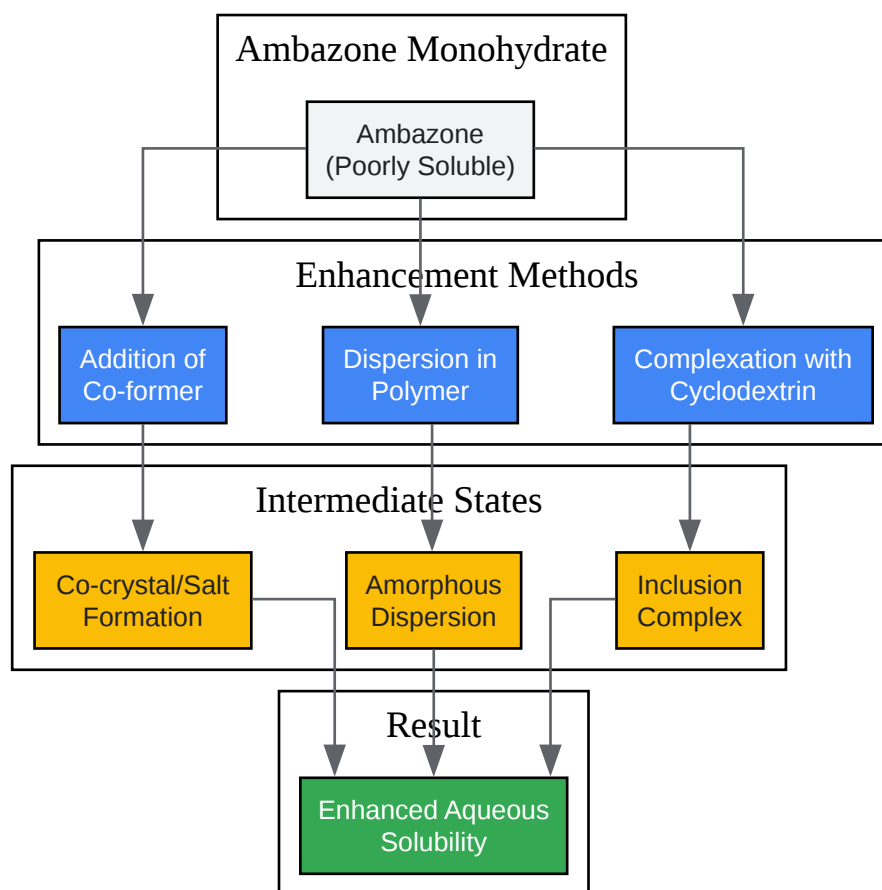 Ambazone Monohydrate
Ambazone
(Poorly Soluble)
Enhancement Methods
Addition of
Co-former
Dispersion in
Polymer
Complexation with
Cyclodextrin
Intermediate States
Co-crystal/Salt
Formation
Amorphous
Dispersion
Inclusion
Complex
Result
Enhanced Aqueous
Solubility